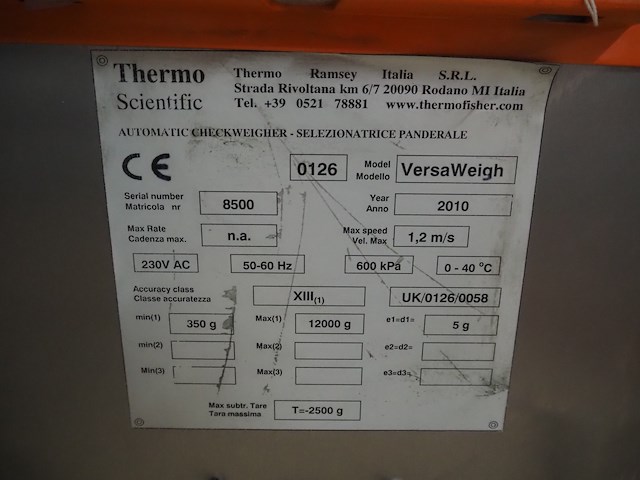 Thermo Scientific
Thermo Ramsey Italia S.R.L.
Strada Rivoltana km 6/7 20090 Rodano MI Italia
Tel. +39 0521 78881 www.thermofisher.com
AUTOMATIC CHECKWEIGHER - SELEZIONATRICE PANDERALE
CE 0126 Model Modello VersaWeigh
Serial number Matricola nr 8500 Year Anno 2010
Max Rate Cadenza max. n.a. Max speed Vel. Max 1,2 m/s
230V AC 50-60 Hz 600 kPa 0 - 40 °C
Accuracy class Classe accuratezza XIII(1) UK/0126/0058
min(1) 350 g Max(1) 12000 g e1=d1= 5 g
min(2) Max(2) e2=d2=
Min(3) Max(3) e3=d3=
Max subtr. Tare Tara massima T=-2500 g